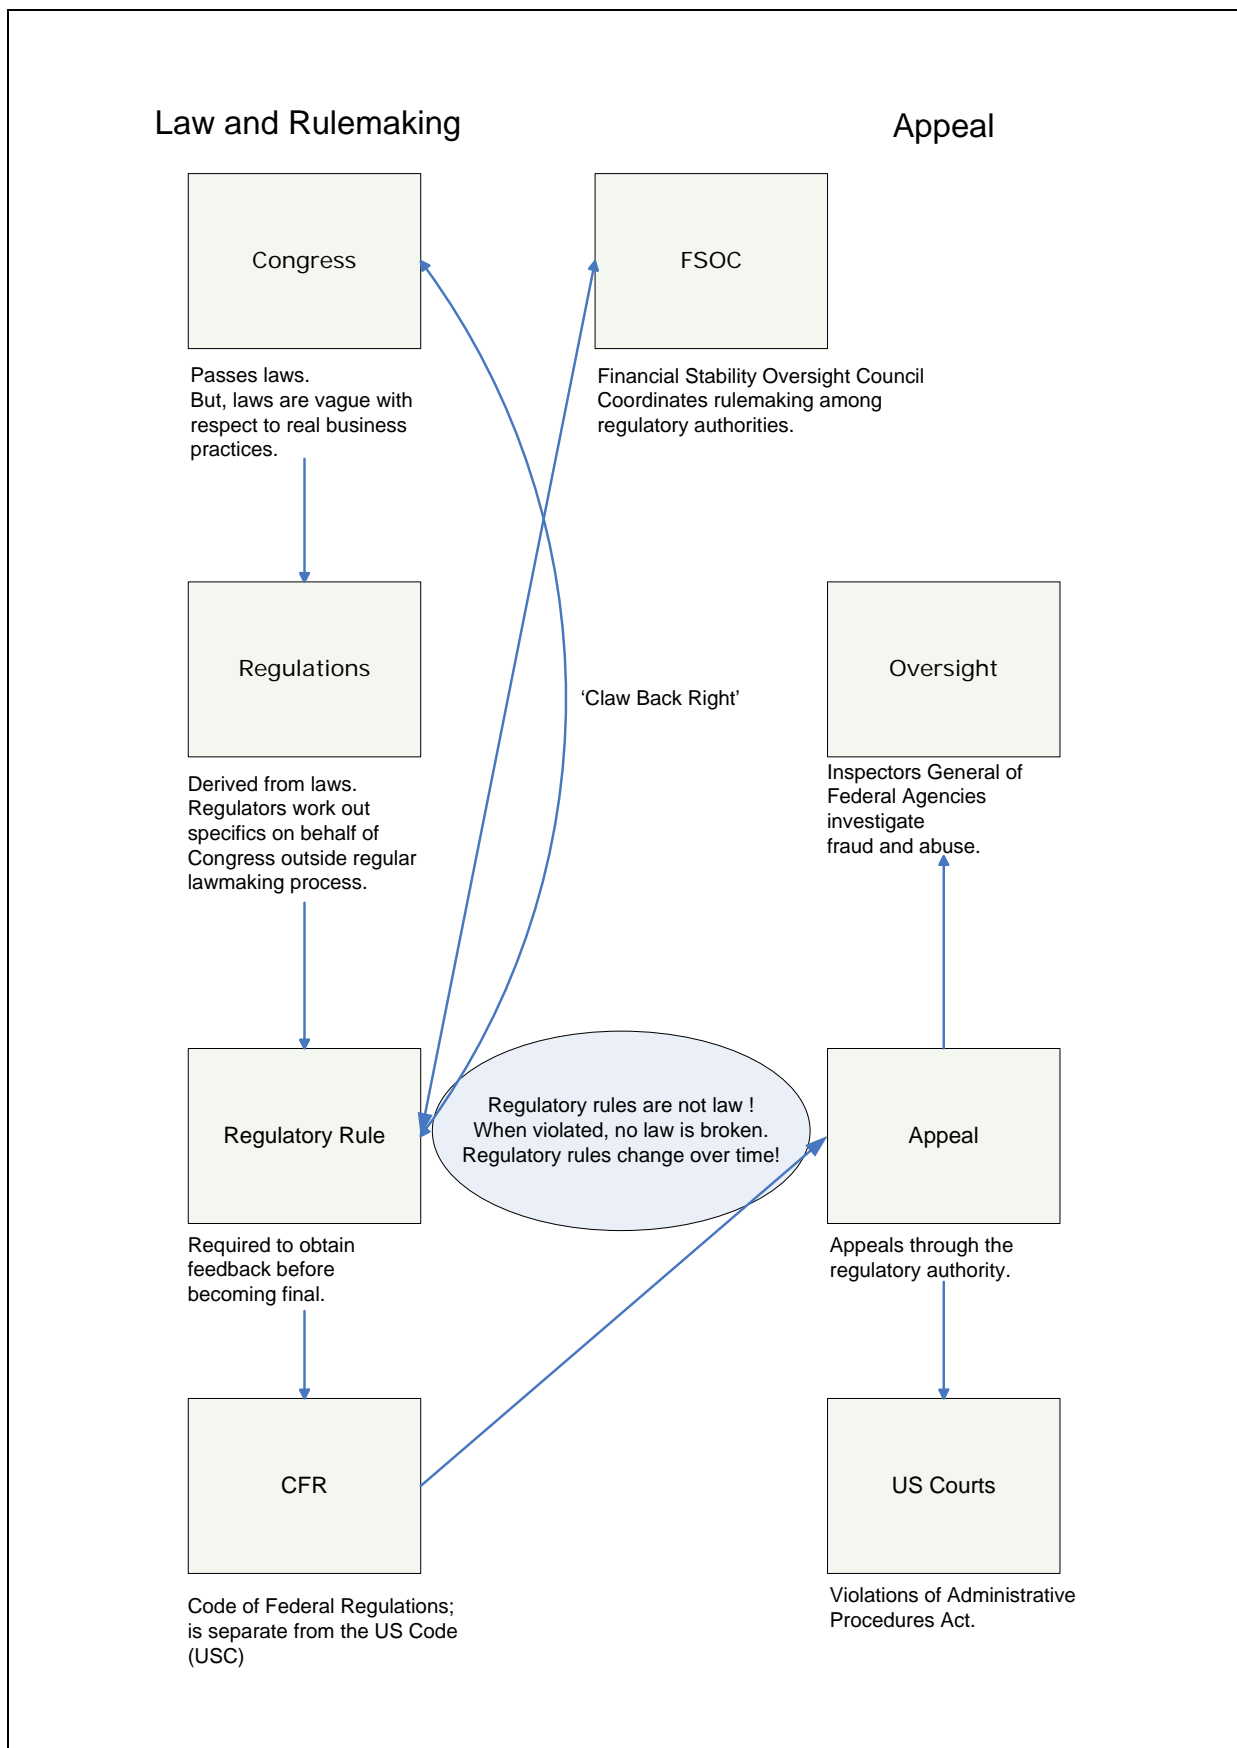 Law and Rulemaking
Appeal
Congress
FSOC
Passes laws.
But, laws are vague with
respect to real business
practices.
Financial Stability Oversight Council
Coordinates rulemaking among
regulatory authorities.
Regulations
Oversight
‘Claw Back Right’
Derived from laws.
Regulators work out
specifics on behalf of
Congress outside regular
lawmaking process.
Inspectors General of
Federal Agencies
investigate
fraud and abuse.
Regulatory Rule
Regulatory rules are not law !
When violated, no law is broken.
Regulatory rules change over time!
Appeal
Required to obtain
feedback before
becoming final.
Appeals through the
regulatory authority.
CFR
US Courts
Code of Federal Regulations;
is separate from the US Code
(USC)
Violations of Administrative
Procedures Act.